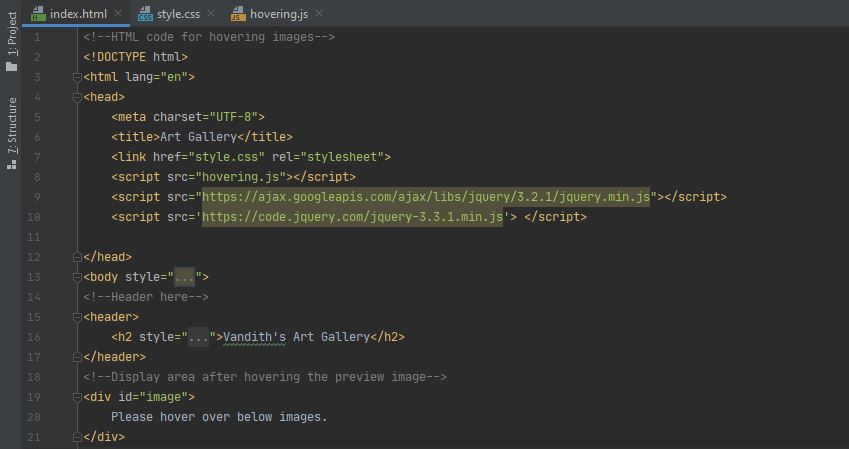 index.html style.css hovering.js
1: Project
7: Structure
1 <!--HTML code for hovering images-->
2 <!DOCTYPE html>
3 <html lang="en">
4 <head>
5 <meta charset="UTF-8">
6 <title>Art Gallery</title>
7 <link href="style.css" rel="stylesheet">
8 <script src="hovering.js"></script>
9 <script src="https://ajax.googleapis.com/ajax/libs/jquery/3.2.1/jquery.min.js"></script>
10 <script src='https://code.jquery.com/jquery-3.3.1.min.js'> </script>
11
12 </head>
13 <body style="...">
14 <!--Header here-->
15 <header>
16 <h2 style="...">Vandith's Art Gallery</h2>
17 </header>
18 <!--Display area after hovering the preview image-->
19 <div id="image">
20 Please hover over below images.
21 </div>